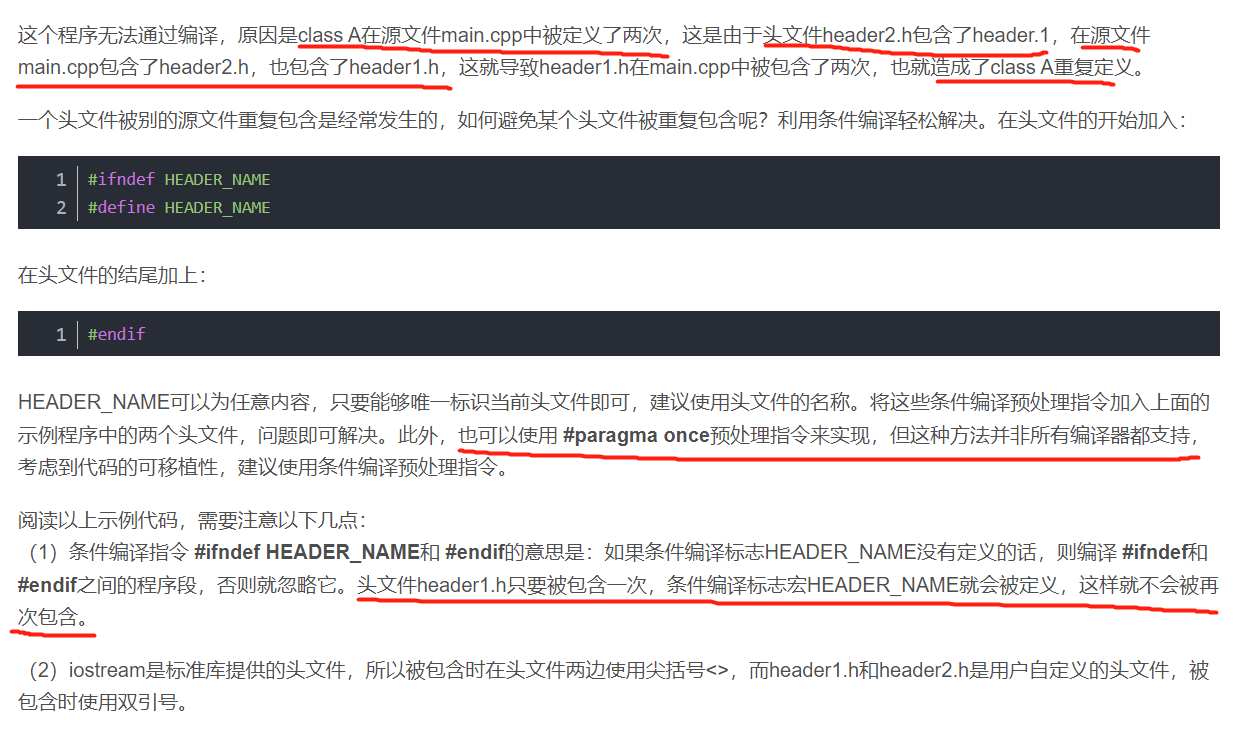 这个程序无法通过编译，原因是class A在源文件main.cpp中被定义了两次，这是由于头文件header2.h包含了header.1，在源文件
main.cpp包含了header2.h，也包含了header1.h，这就导致header1.h在main.cpp中被包含了两次，也就造成了class A重复定义。
一个头文件被别的源文件重复包含是经常发生的，如何避免某个头文件被重复包含呢？利用条件编译轻松解决。在头文件的开始加入：
1 #ifndef HEADER_NAME
2 #define HEADER_NAME
在头文件的结尾加上：
1 #endif
HEADER_NAME可以为任意内容，只要能够唯一标识当前头文件即可，建议使用头文件的名称。将这些条件编译预处理指令加入上面的
示例程序中的两个头文件，问题即可解决。此外，也可以使用 #paragma once预处理指令来实现，但这种方法并非所有编译器都支持，
考虑到代码的可移植性，建议使用条件编译预处理指令。
阅读以上示例代码，需要注意以下几点：
（1）条件编译指令 #ifndef HEADER_NAME和 #endif的意思是：如果条件编译标志HEADER_NAME没有定义的话，则编译 #ifndef和
#endif之间的程序段，否则就忽略它。头文件header1.h只要被包含一次，条件编译标志宏HEADER_NAME就会被定义，这样就不会被再
次包含。
（2）iostream是标准库提供的头文件，所以被包含时在头文件两边使用尖括号<>，而header1.h和header2.h是用户自定义的头文件，被
包含时使用双引号。